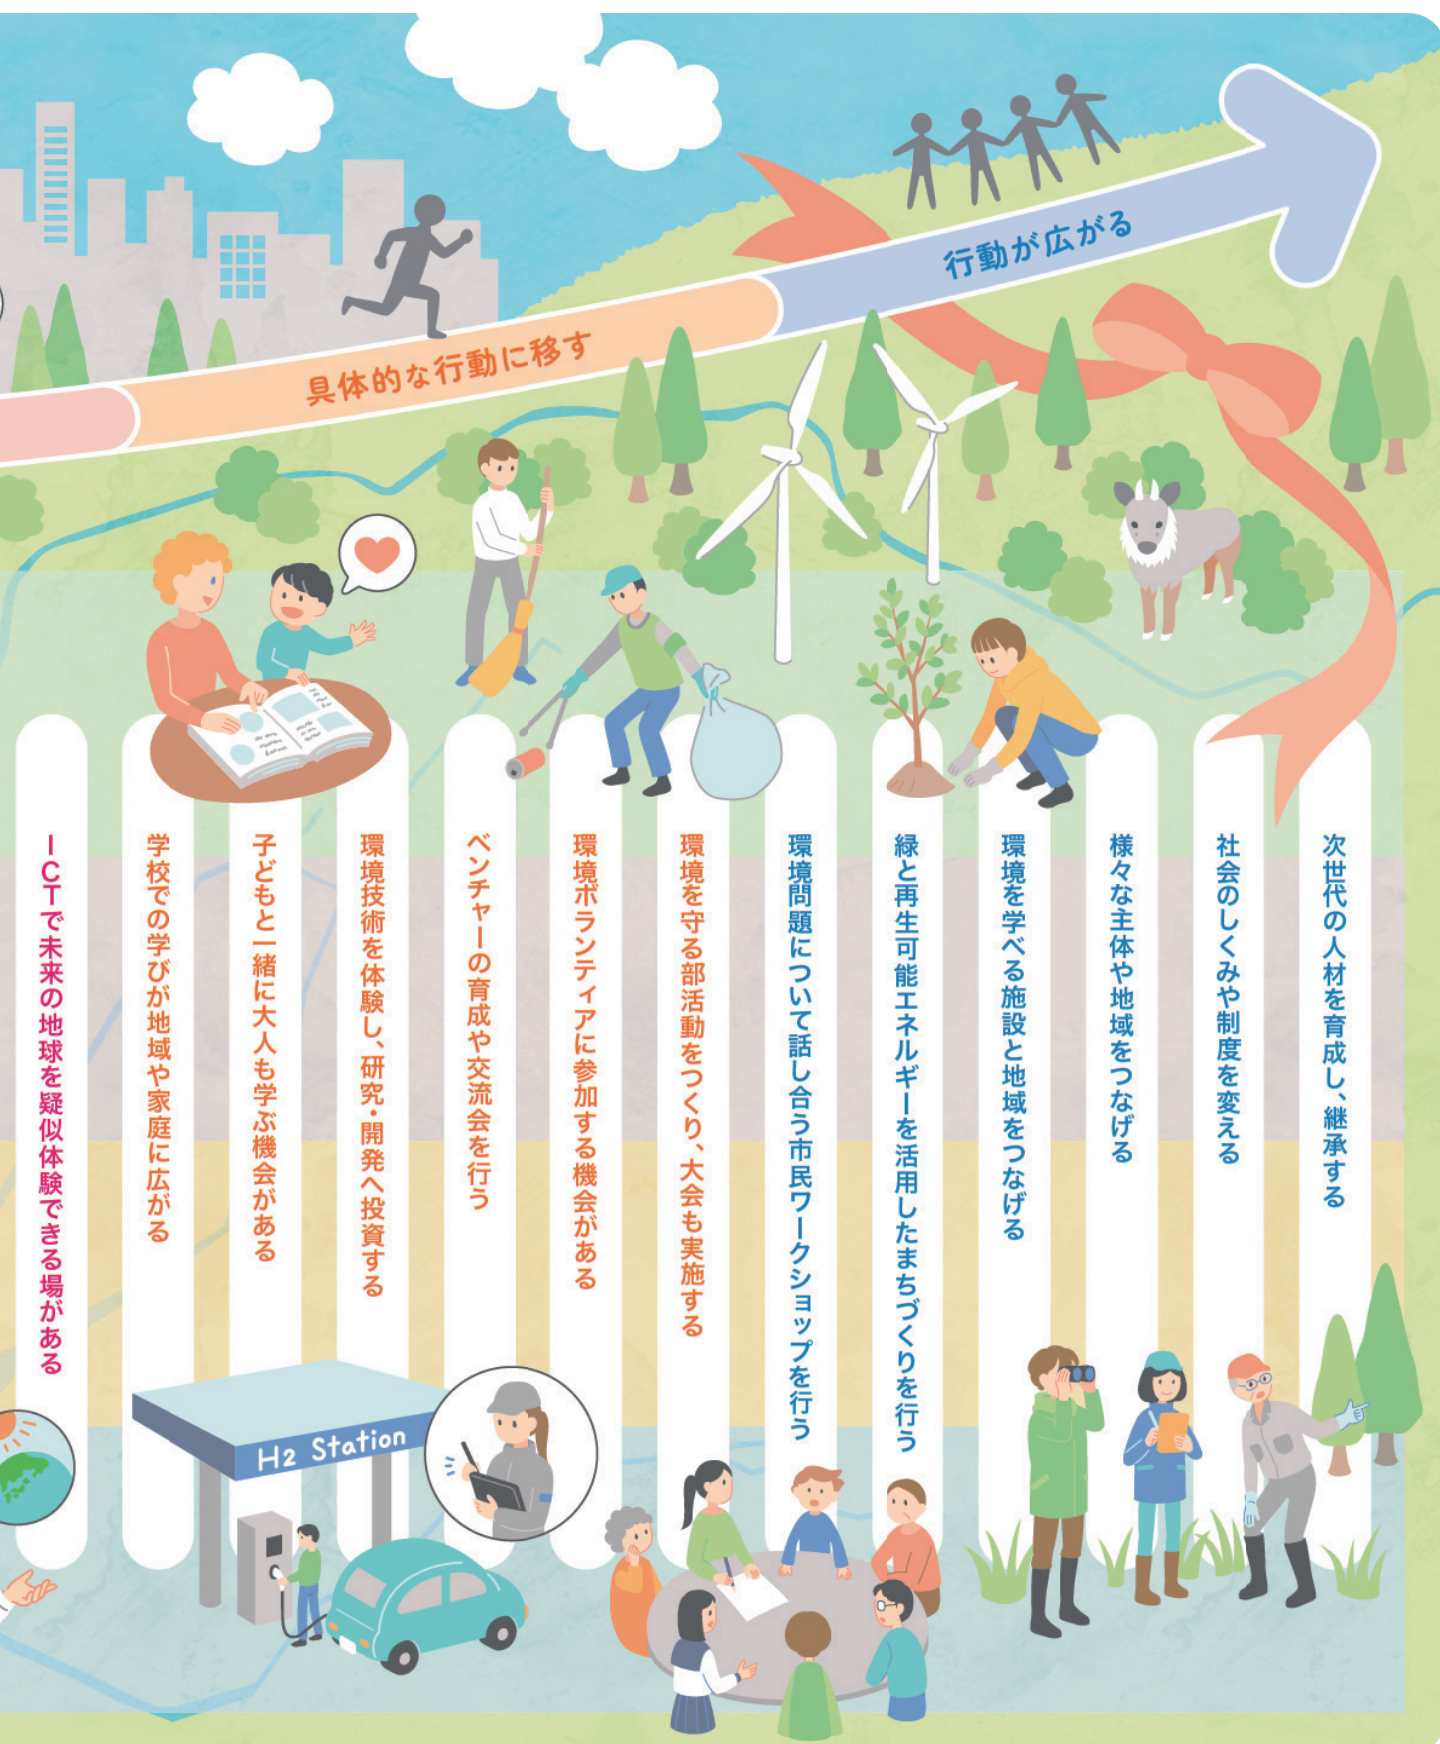 行動が広がる
具体的な行動に移す
次世代の人材を育成し、継承する
社会のしくみや制度を変える
様々な主体や地域をつなげる
環境を学べる施設と地域をつなげる
緑と再生可能エネルギーを活用したまちづくりを行う
環境問題について話し合う市民ワークショップを行う
環境を守る部活動をつくり、大会も実施する
環境ボランティアに参加する機会がある
ベンチャーの育成や交流会を行う
環境技術を体験し、研究・開発へ投資する
子どもと一緒に大人も学ぶ機会がある
学校での学びが地域や家庭に広がる
ICTで未来の地球を疑似体験できる場がある
H2 Station